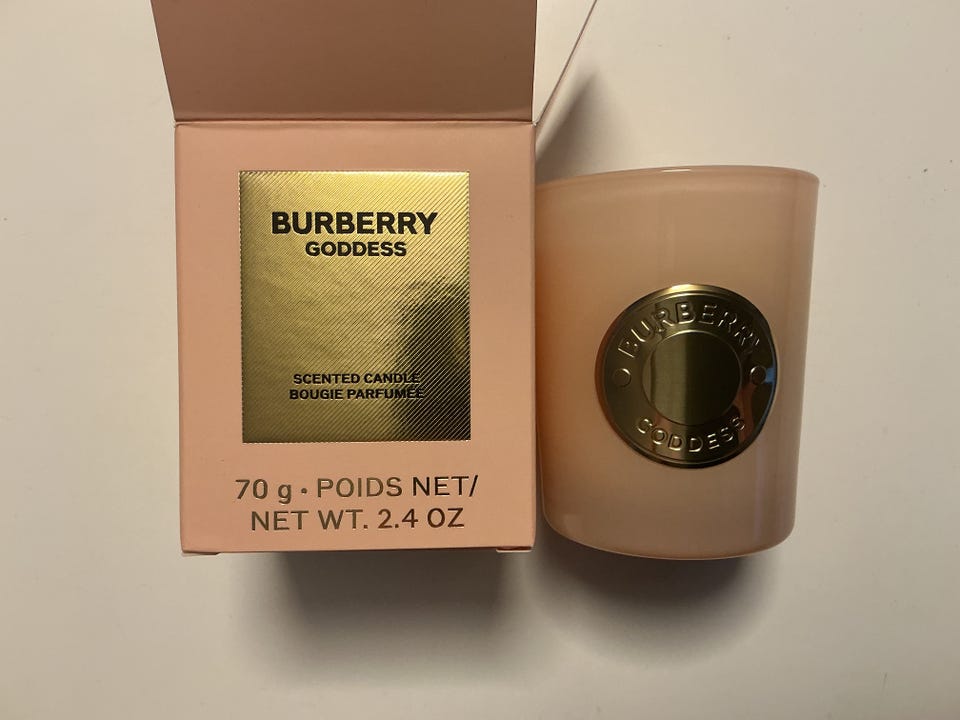 BURBERRY
GODDESS
SCENTED CANDLE
BOUGIE PARFUMÉE
70 g • POIDS NET/
NET WT. 2.4 OZ
BURBERRY
GODDESS